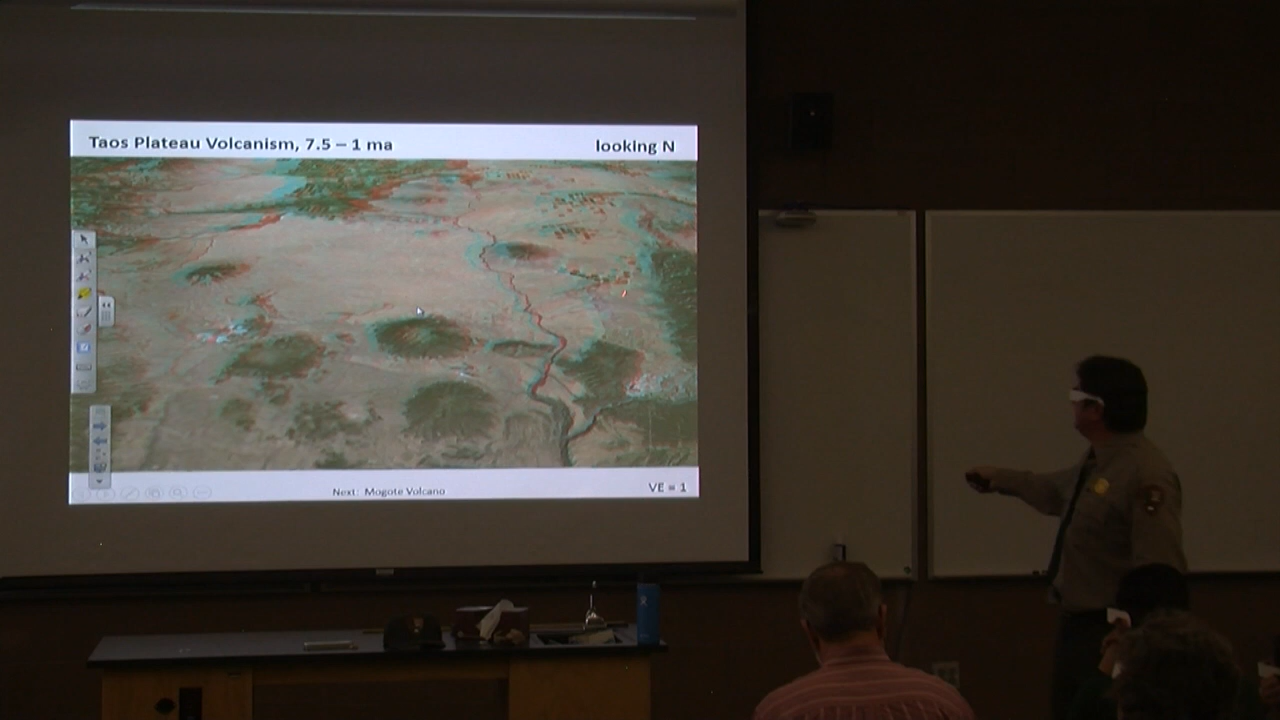 Taos Plateau Volcanism, 7.5 – 1 ma
looking N
Next: Mogote Volcano
VE = 1